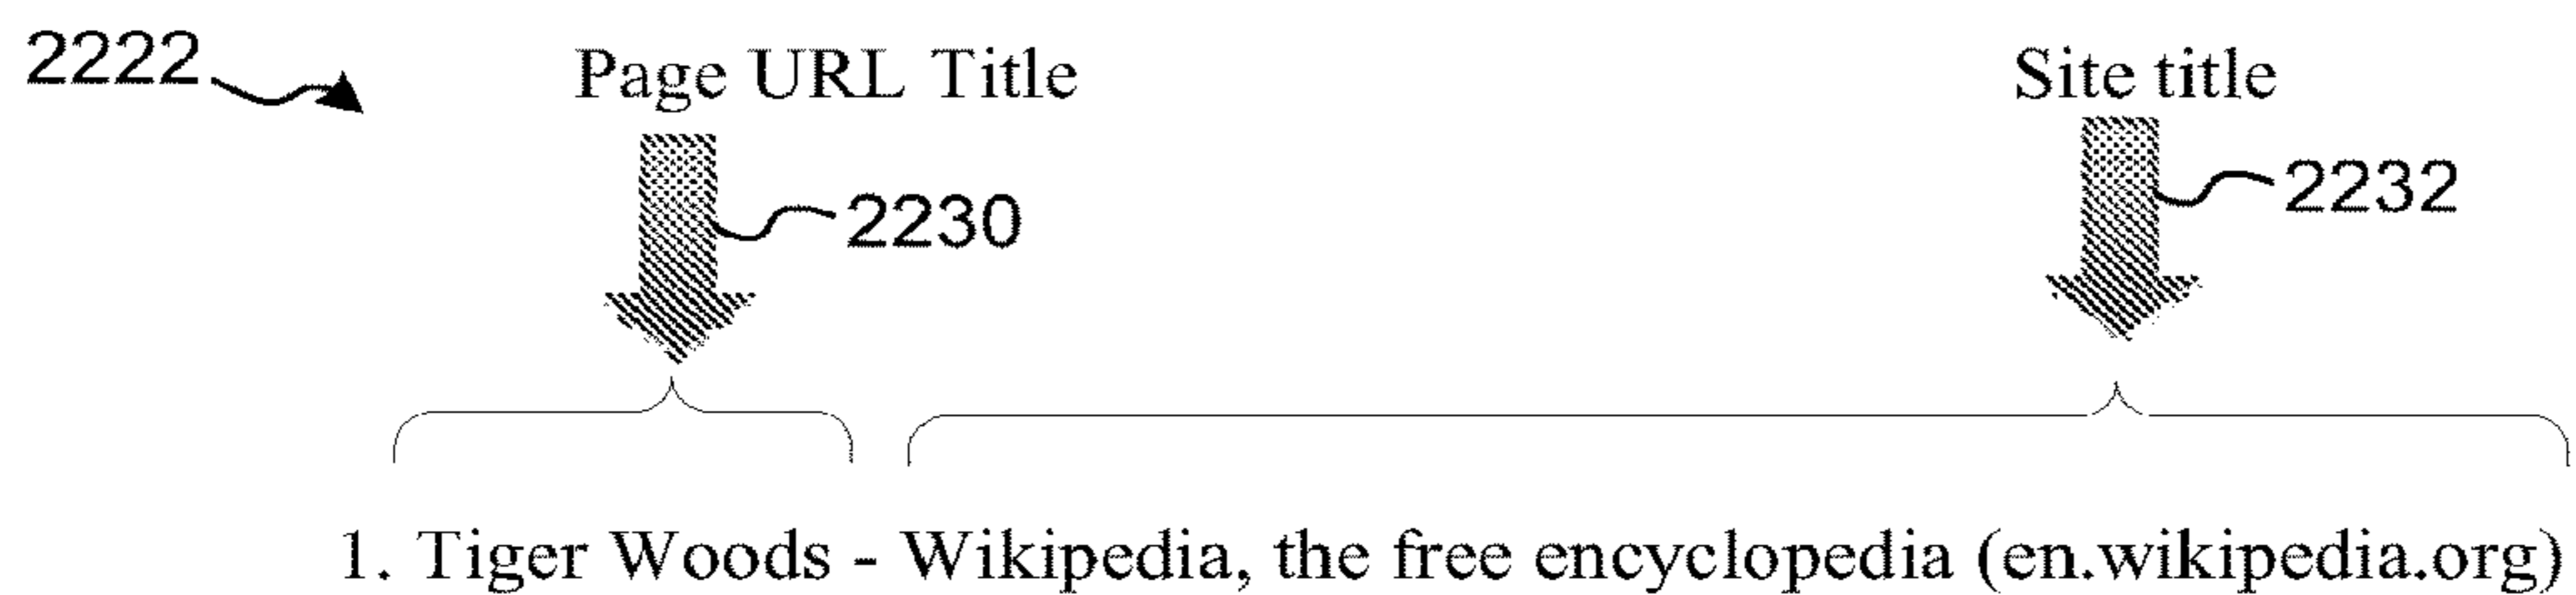 2222 Page URL Title Site title
2230 2232
1. Tiger Woods - Wikipedia, the free encyclopedia (en.wikipedia.org)